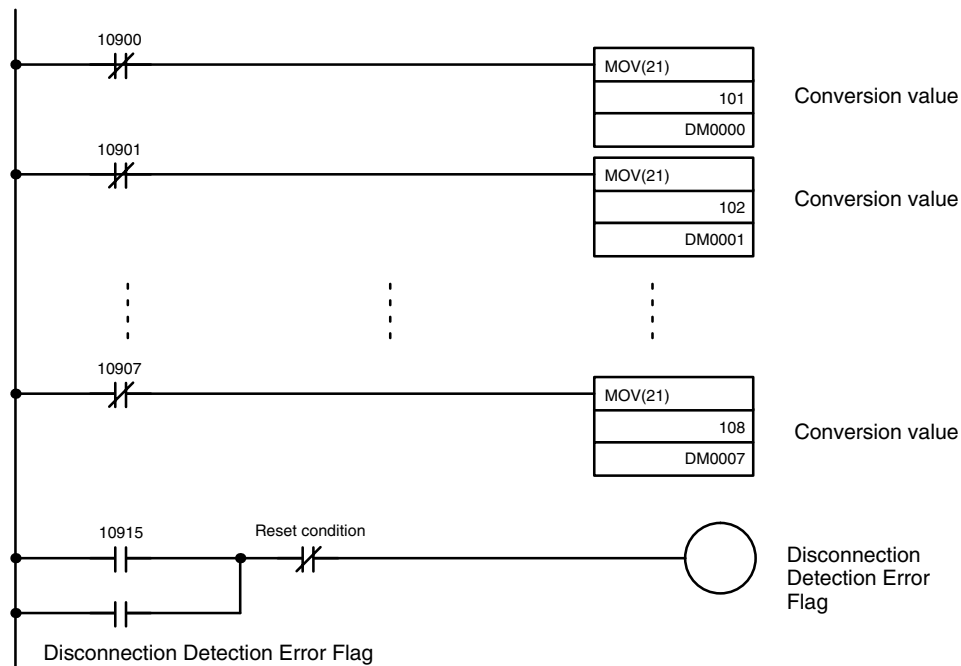 10900
MOV(21)
101
DM0000
Conversion value
10901
MOV(21)
102
DM0001
Conversion value
10907
MOV(21)
108
DM0007
Conversion value
10915
Reset condition
Disconnection
Detection Error
Flag
Disconnection Detection Error Flag